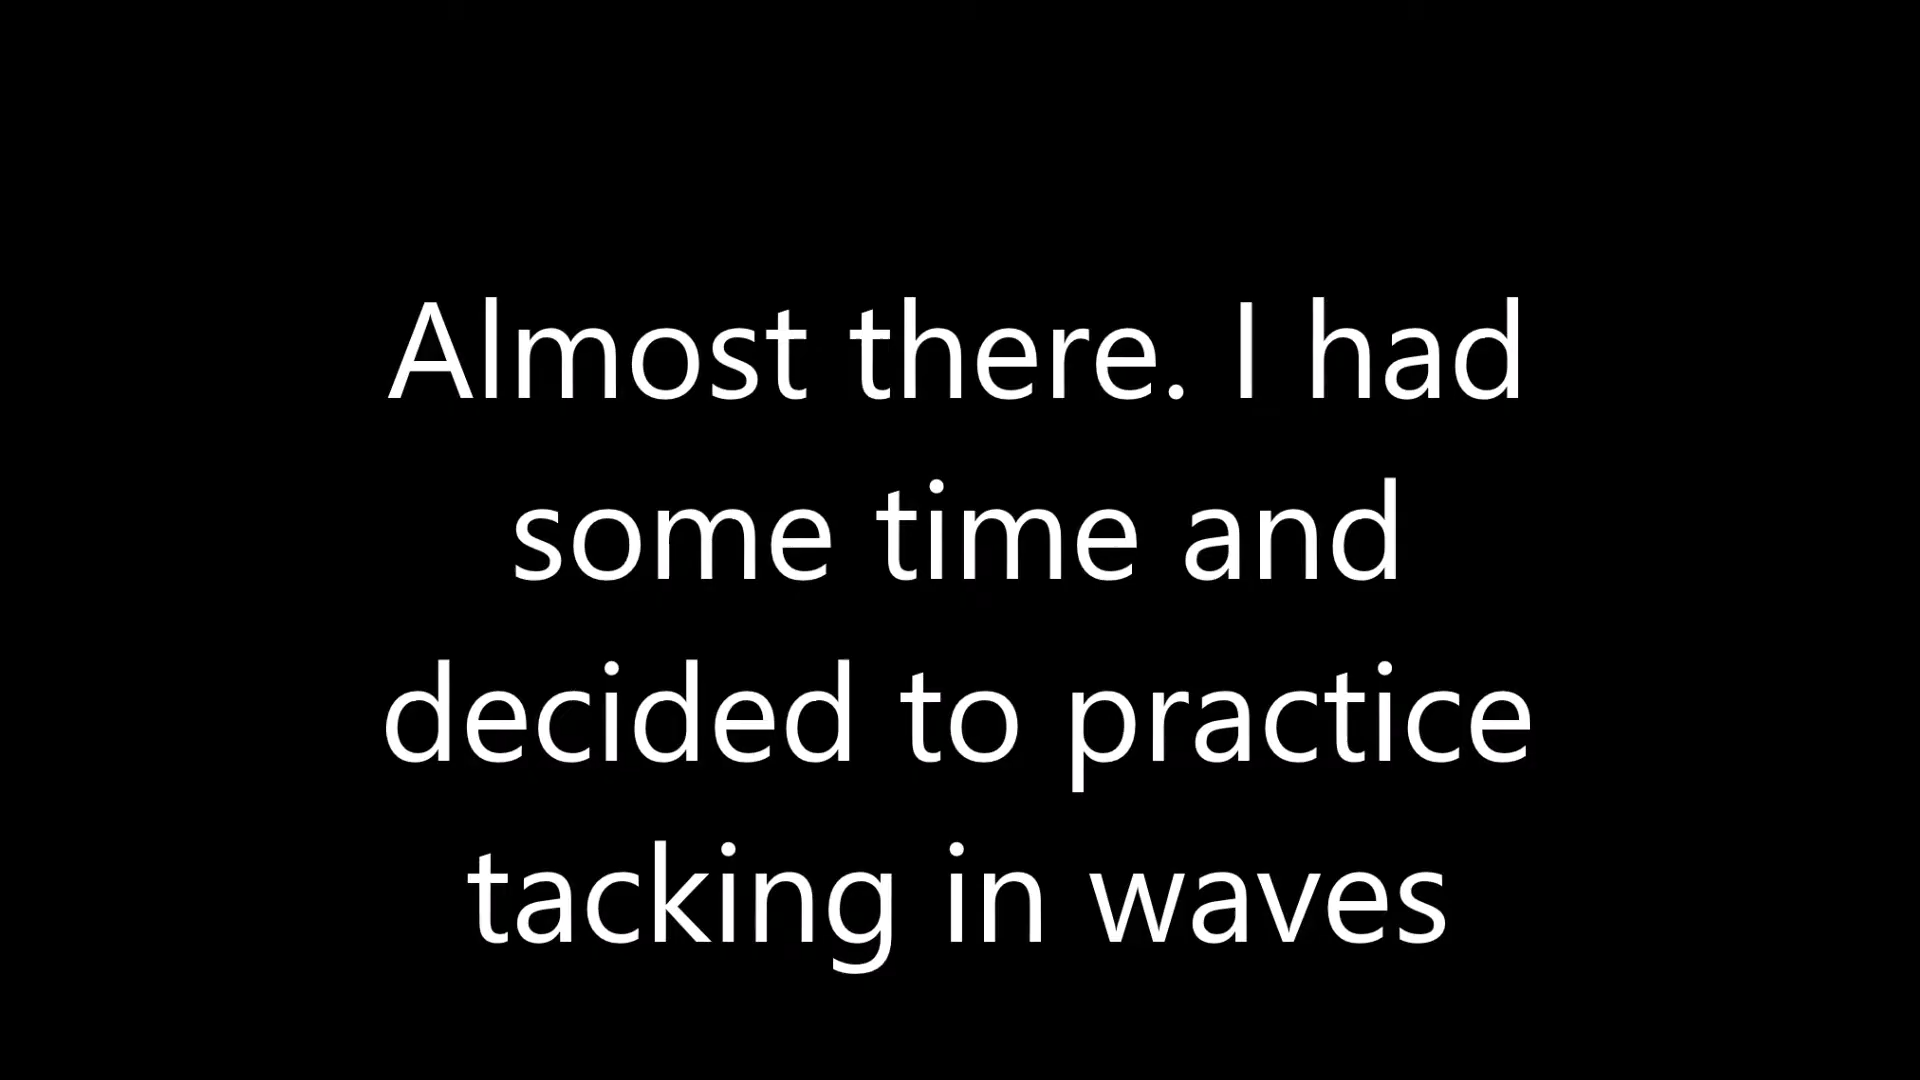 Almost there. I had
some time and
decided to practice
tacking in waves